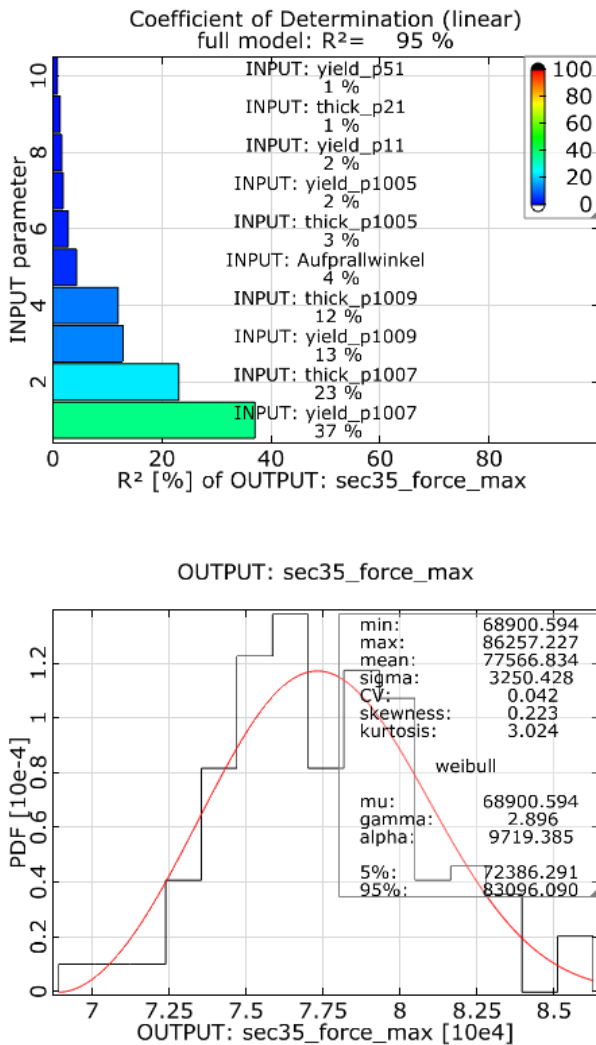 Coefficient of Determination (linear)
full model: R²= 95 %
INPUT parameter
10
8
6
4
2
INPUT: yield_p51
1 %
INPUT: thick_p21
1 %
INPUT: yield_p11
2 %
INPUT: yield_p1005
2 %
INPUT: thick_p1005
3 %
INPUT: Aufprallwinkel
4 %
INPUT: thick_p1009
12 %
INPUT: yield_p1009
13 %
INPUT: thick_p1007
23 %
INPUT: yield_p1007
37 %
100
80
60
40
20
0
0 20 40 60 80
R² [%] of OUTPUT: sec35_force_max
OUTPUT: sec35_force_max
PDF [10e-4]
1.2
1
0.8
0.6
0.4
0.2
0
min: 68900.594
max: 86257.227
mean: 77566.834
sigma: 3250.428
CV: 0.042
skewness: 0.223
kurtosis: 3.024
weibull
mu: 68900.594
gamma: 2.896
alpha: 9719.385
5%: 72386.291
95%: 83096.090
7 7.25 7.5 7.75 8 8.25 8.5
OUTPUT: sec35_force_max [10e4]